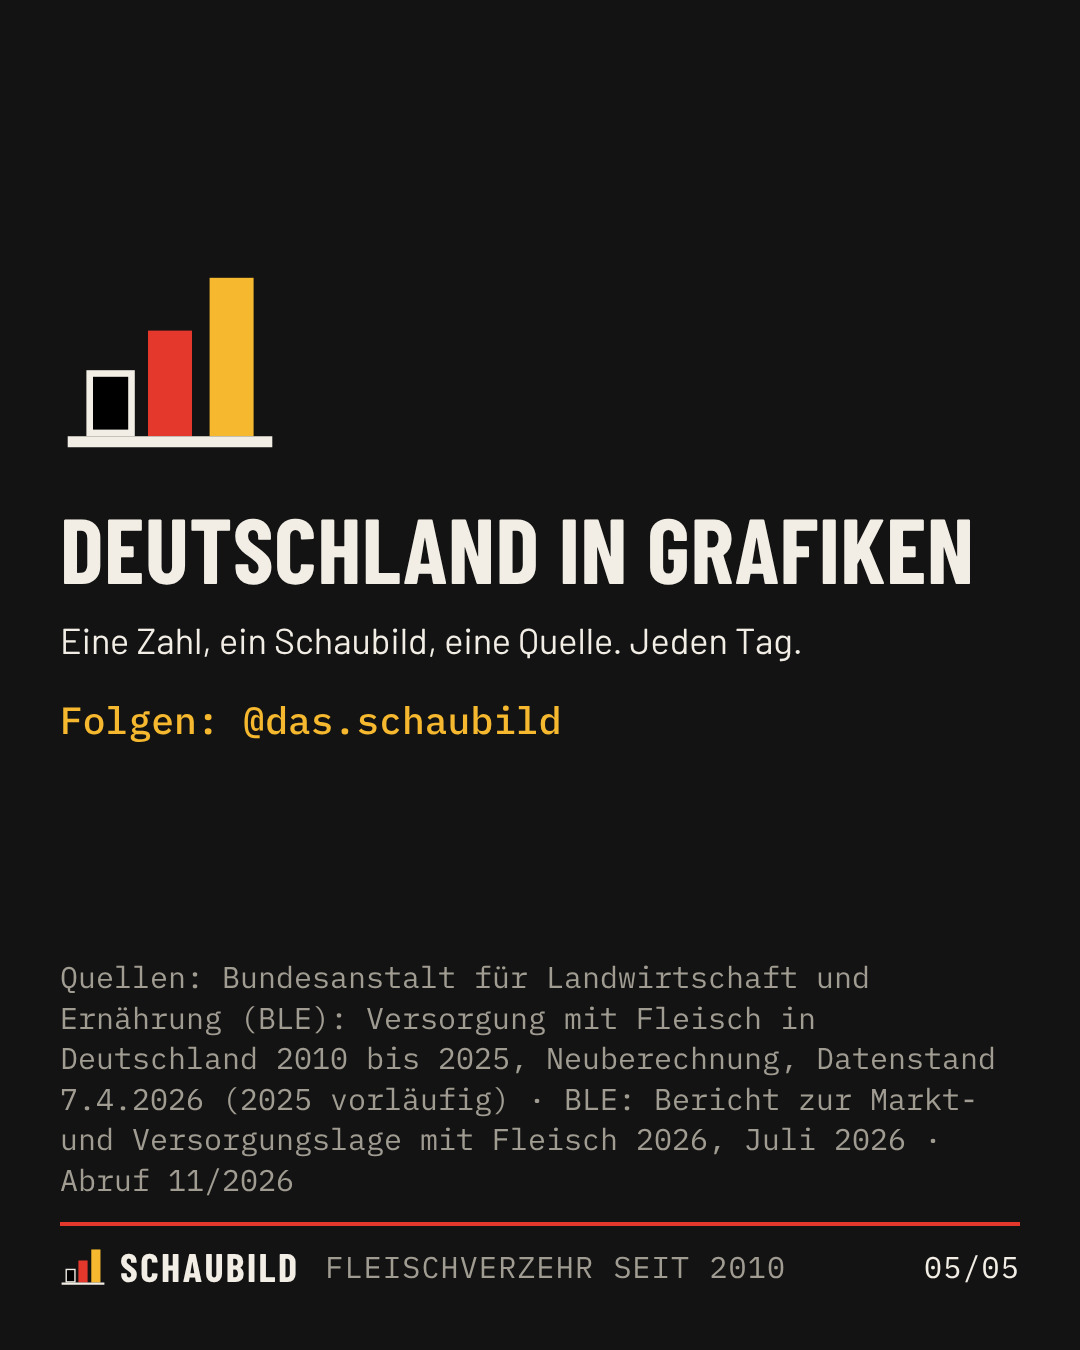 DEUTSCHLAND IN GRAFIKEN
Eine Zahl, ein Schaubild, eine Quelle. Jeden Tag.
Folgen: @das.schaubild
Quellen: Bundesanstalt für Landwirtschaft und
Ernährung (BLE): Versorgung mit Fleisch in
Deutschland 2010 bis 2025, Neuberechnung, Datenstand
7.4.2026 (2025 vorläufig) · BLE: Bericht zur Markt-
und Versorgungslage mit Fleisch 2026, Juli 2026 ·
Abruf 11/2026
SCHAUBILD FLEISCHVERZEHR SEIT 2010 05/05